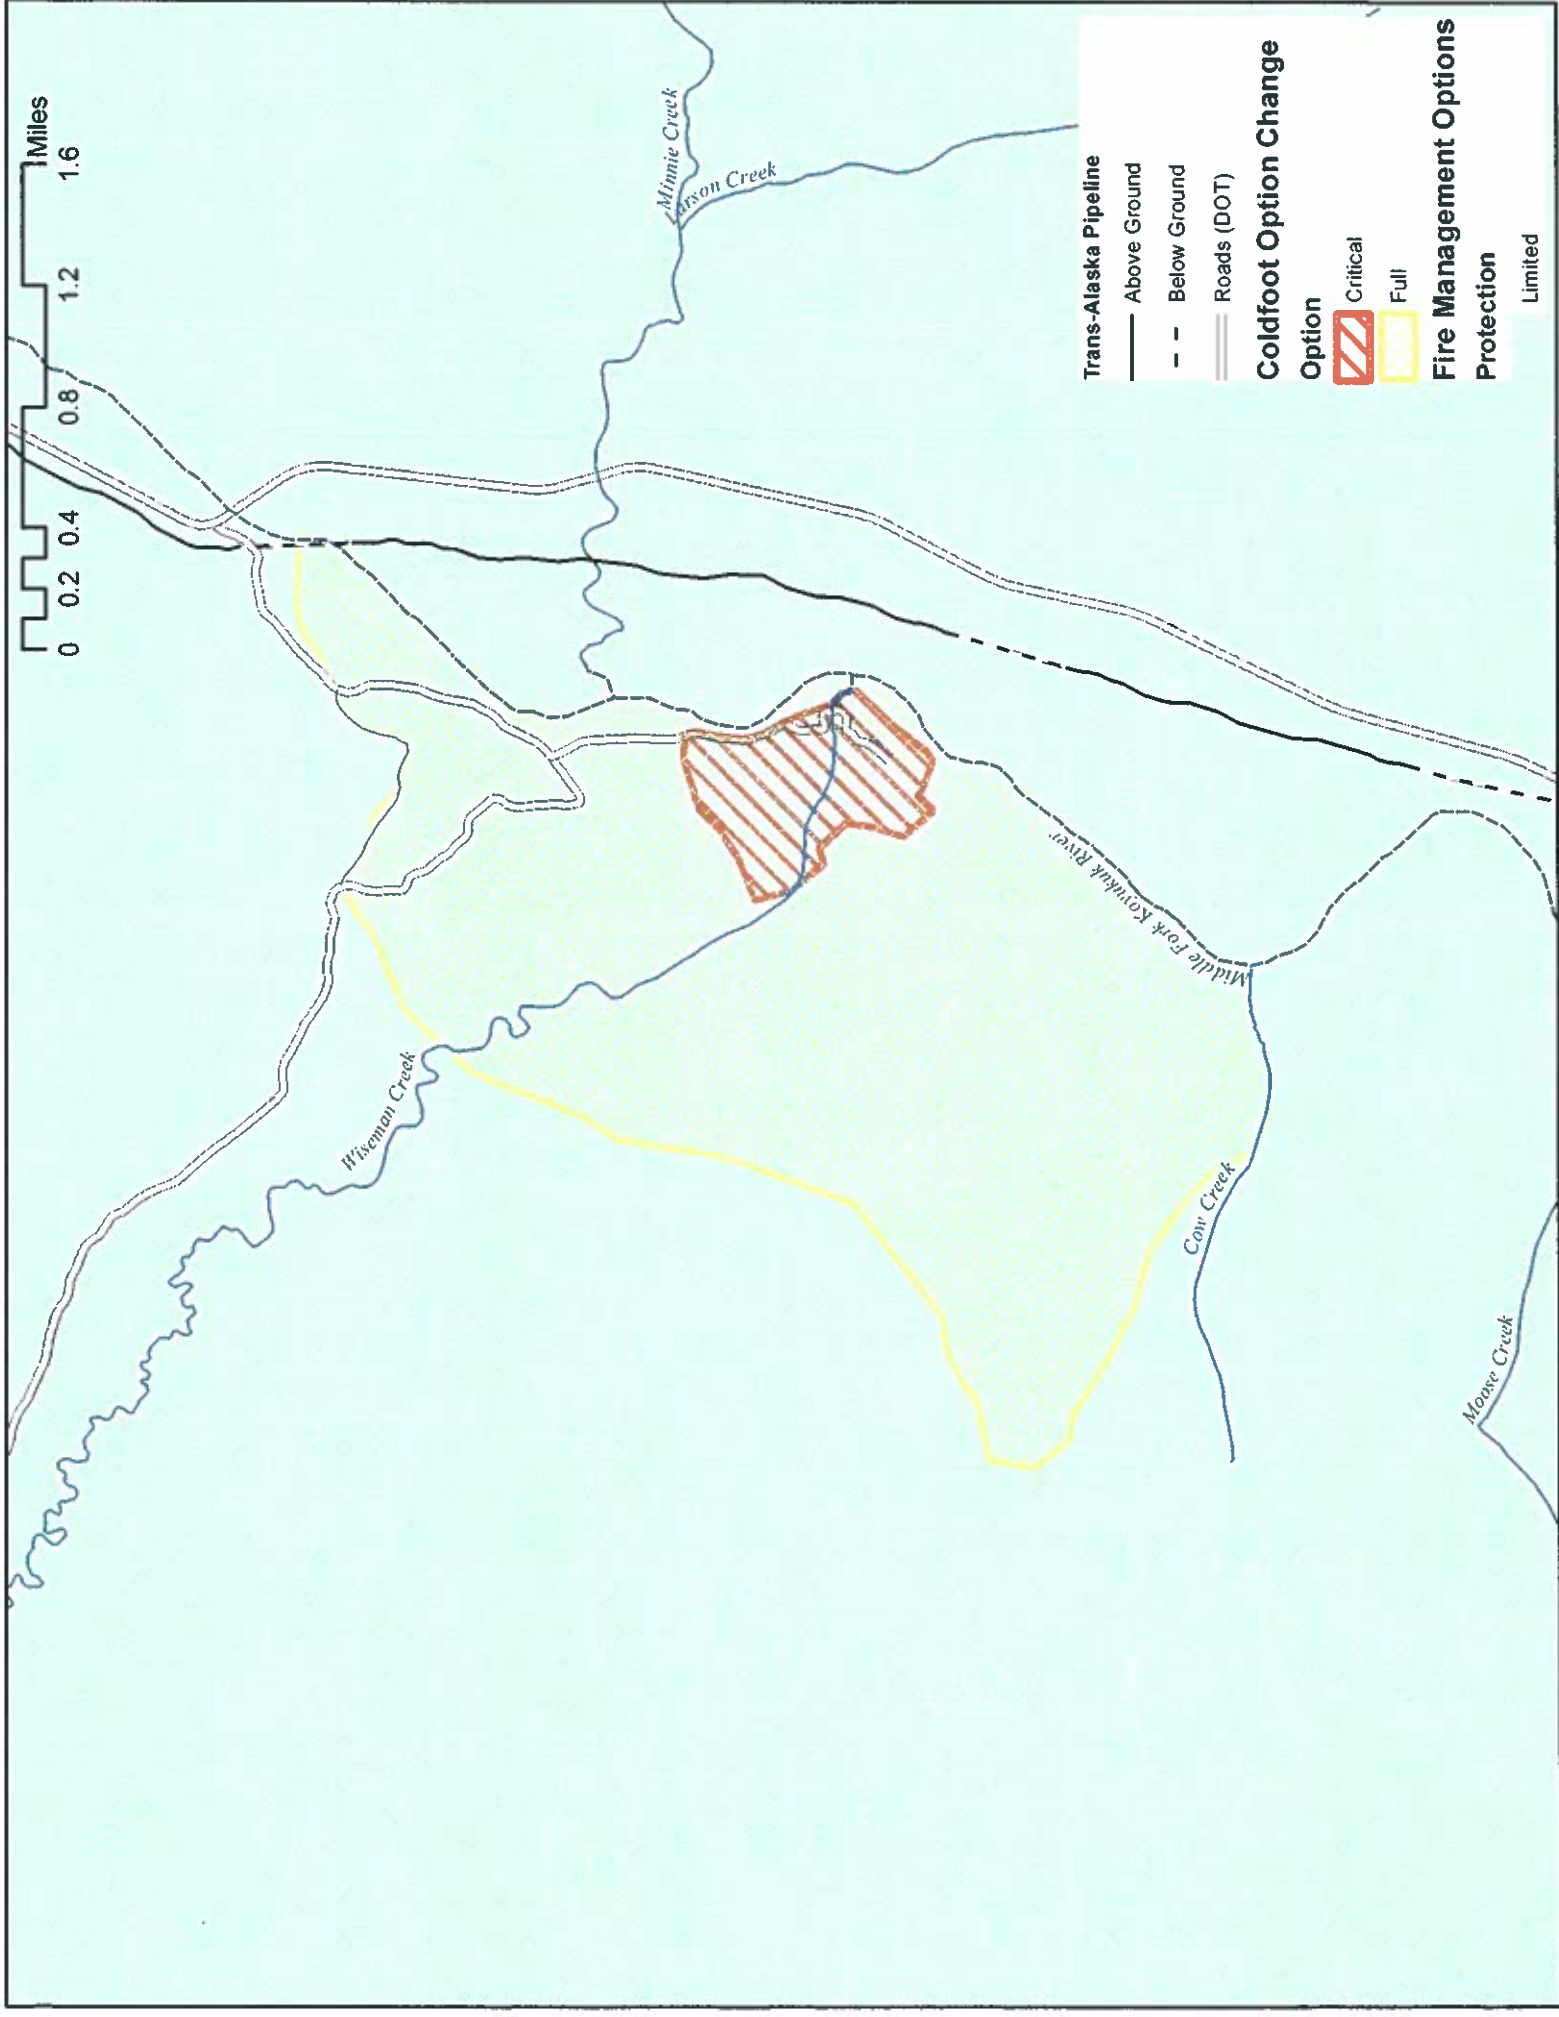 Miles
0 0.2 0.4 0.8 1.2 1.6
Minnie Creek
Larson Creek
Wiseman Creek
Middle Fork Koyukuk River
Cow Creek
Moose Creek
Trans-Alaska Pipeline
Above Ground
Below Ground
Roads (DOT)
Coldfoot Option Change
Option
Critical
Full
Fire Management Options
Protection
Limited